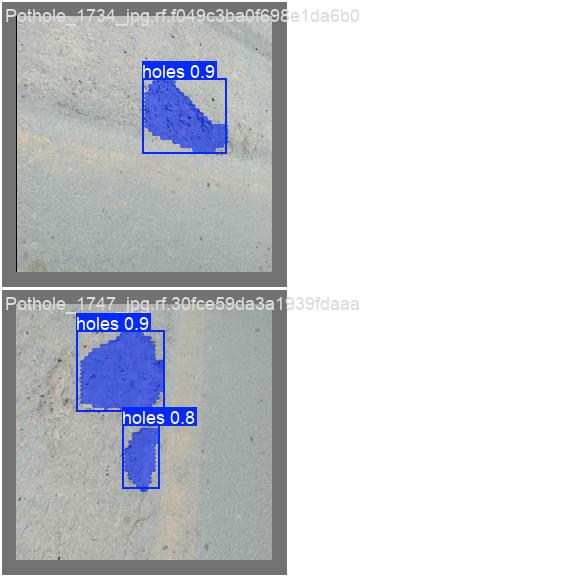 Pothole_1734_jpg.rf.f049c3ba0f698e1da6b0
holes 0.9
Pothole_1747_jpg.rf.30fce59da3a1939fdaaa
holes 0.9
holes 0.8